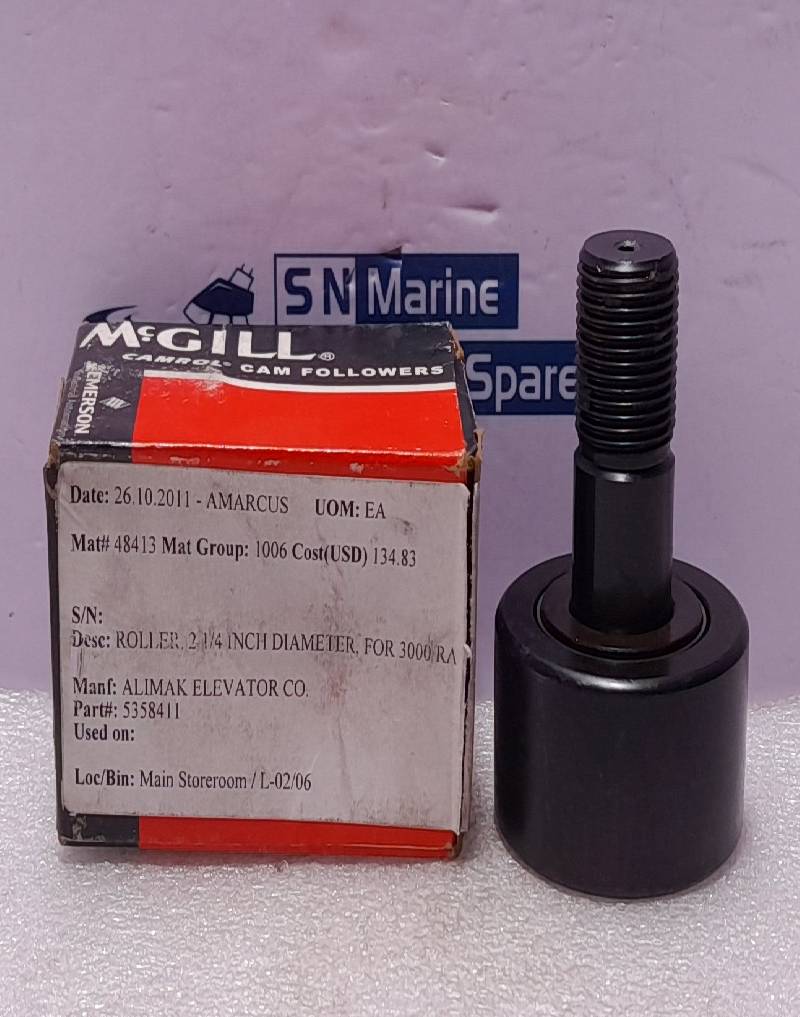 SN Marine
Spare
McGILL®
CAMROL® CAM FOLLOWERS
EMERSON
Date: 26.10.2011 - AMARCUS UOM: EA
Mat# 48413 Mat Group: 1006 Cost(USD) 134.83
S/N:
Desc: ROLLER, 2 1/4 INCH DIAMETER, FOR 3000 RA
Manf: ALIMAK ELEVATOR CO.
Part#: 5358411
Used on:
Loc/Bin: Main Storeroom / L-02/06